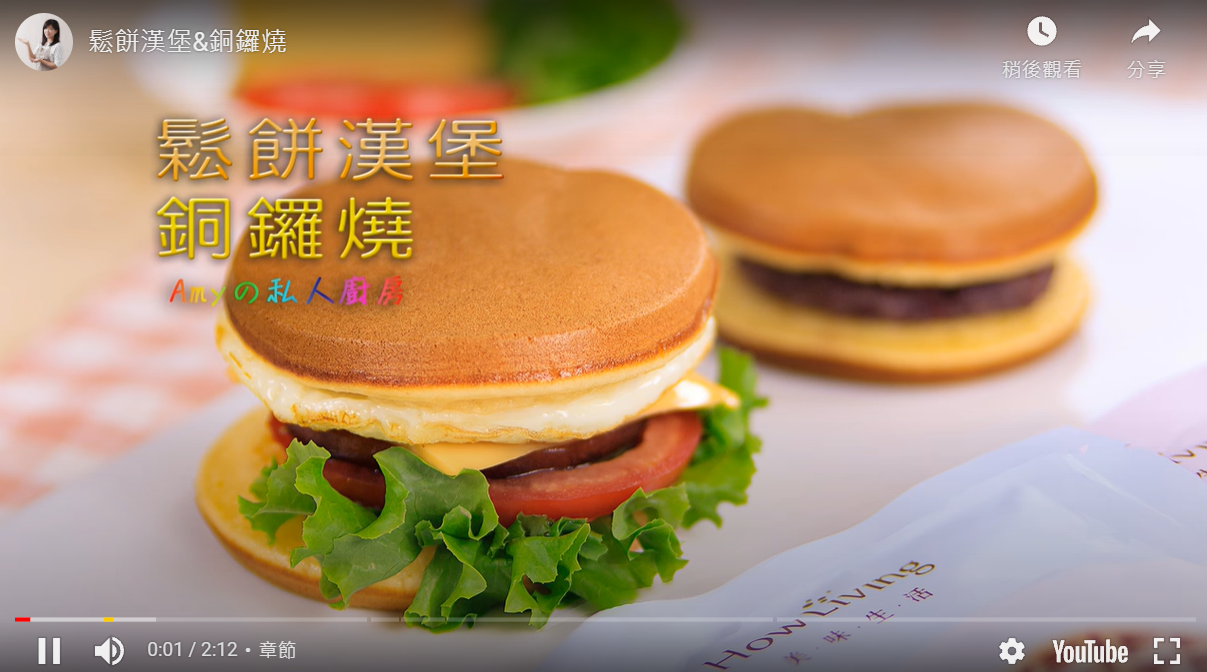 鬆餅漢堡&銅鑼燒
稍後觀看
分享
鬆餅漢堡
銅鑼燒
Amyの私人廚房
How Living
美·味·生·活
0:01 / 2:12 • 章節
YouTube